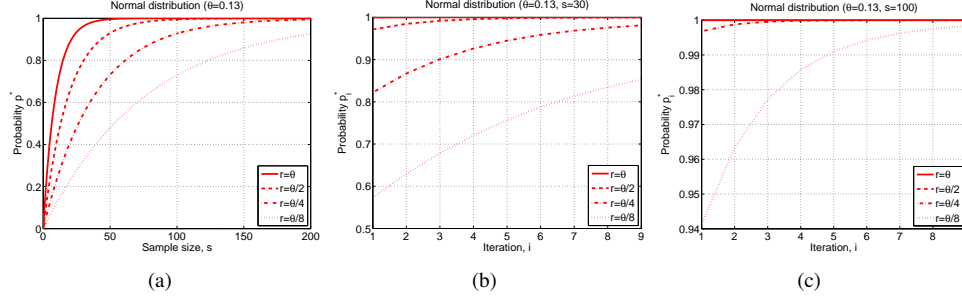 Normal distribution (θ=0.13)
Probability p*
1
0.8
0.6
0.4
0.2
0
0 50 100 150 200
Sample size, s
r=θ
r=θ/2
r=θ/4
r=θ/8
(a)
Normal distribution (θ=0.13, s=30)
Probability p*i
1
0.9
0.8
0.7
0.6
0.5
1 2 3 4 5 6 7 8 9
Iteration, i
r=θ
r=θ/2
r=θ/4
r=θ/8
(b)
Normal distribution (θ=0.13, s=100)
Probability p*i
1
0.99
0.98
0.97
0.96
0.95
0.94
1 2 3 4 5 6 7 8
Iteration, i
r=θ
r=θ/2
r=θ/4
r=θ/8
(c)